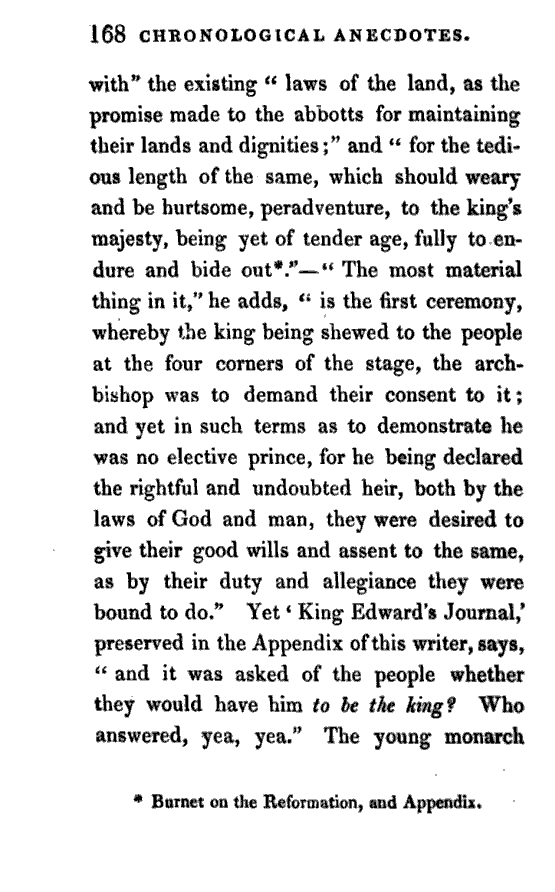 168 CHRONOLOGICAL ANECDOTES.
with" the existing " laws of the land, as the
promise made to the abbotts for maintaining
their lands and dignities;" and " for the tedi-
ous length of the same, which should weary
and be hurtsome, peradventure, to the king's
majesty, being yet of tender age, fully to en-
dure and bide out*."—" The most material
thing in it," he adds, " is the first ceremony,
whereby the king being shewed to the people
at the four corners of the stage, the arch-
bishop was to demand their consent to it;
and yet in such terms as to demonstrate he
was no elective prince, for he being declared
the rightful and undoubted heir, both by the
laws of God and man, they were desired to
give their good wills and assent to the same,
as by their duty and allegiance they were
bound to do." Yet ' King Edward's Journal,'
preserved in the Appendix of this writer, says,
" and it was asked of the people whether
they would have him to be the king? Who
answered, yea, yea." The young monarch
* Burnet on the Reformation, and Appendix.